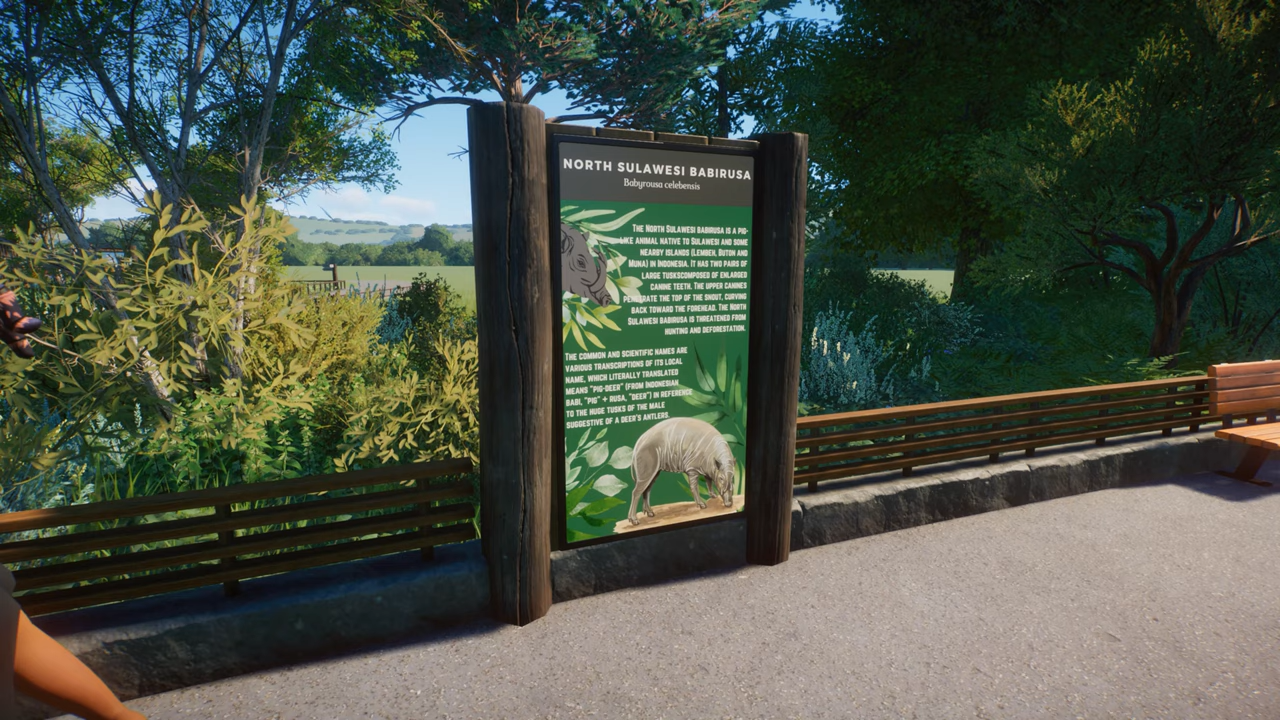 NORTH SULAWESI BABIRUSA
Babyrousa celebensis
THE NORTH SULAWESI BABIRUSA IS A PIG-
LIKE ANIMAL NATIVE TO SULAWESI AND SOME
NEARBY ISLANDS (LEMBEH, BUTON AND
MUNA) IN INDONESIA. IT HAS TWO PAIRS OF
LARGE TUSKSCOMPOSED OF ENLARGED
CANINE TEETH. THE UPPER CANINES
PENETRATE THE TOP OF THE SNOUT, CURVING
BACK TOWARD THE FOREHEAD. THE NORTH
SULAWESI BABIRUSA IS THREATENED FROM
HUNTING AND DEFORESTATION.
THE COMMON AND SCIENTIFIC NAMES ARE
VARIOUS TRANSCRIPTIONS OF ITS LOCAL
NAME, WHICH LITERALLY TRANSLATED
MEANS "PIG-DEER" (FROM INDONESIAN
BABI, "PIG" + RUSA, "DEER") IN REFERENCE
TO THE HUGE TUSKS OF THE MALE
SUGGESTIVE OF A DEER'S ANTLERS.